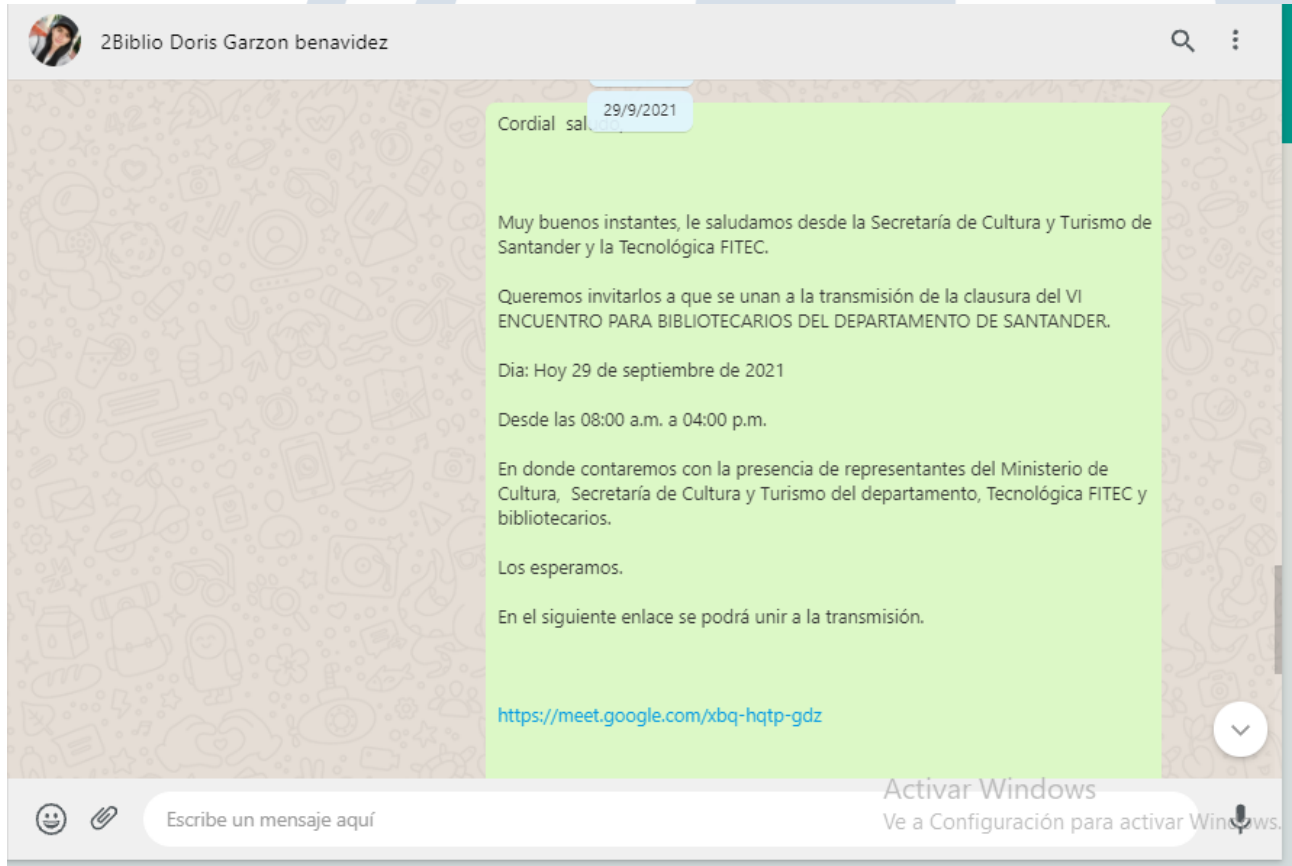 2Biblio Doris Garzon benavidez
29/9/2021
Cordial saludo,
Muy buenos instantes, le saludamos desde la Secretaría de Cultura y Turismo de
Santander y la Tecnológica FITEC.
Queremos invitarlos a que se unan a la transmisión de la clausura del VI
ENCUENTRO PARA BIBLIOTECARIOS DEL DEPARTAMENTO DE SANTANDER.
Dia: Hoy 29 de septiembre de 2021
Desde las 08:00 a.m. a 04:00 p.m.
En donde contaremos con la presencia de representantes del Ministerio de
Cultura, Secretaría de Cultura y Turismo del departamento, Tecnológica FITEC y
bibliotecarios.
Los esperamos.
En el siguiente enlace se podrá unir a la transmisión.
https://meet.google.com/xbq-hqtp-gdz
Activar Windows
Escribe un mensaje aquí
Ve a Configuración para activar Windows.